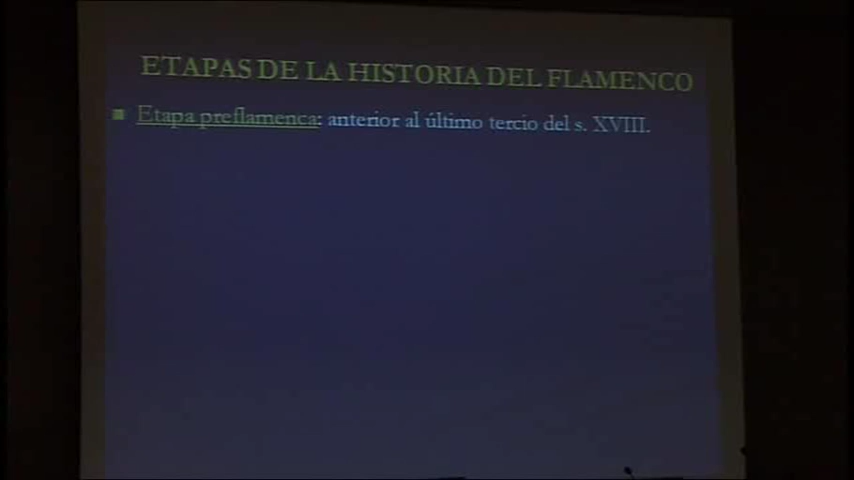 ETAPAS DE LA HISTORIA DEL FLAMENCO
Etapa preflamenca: anterior al último tercio del s. XVIII.